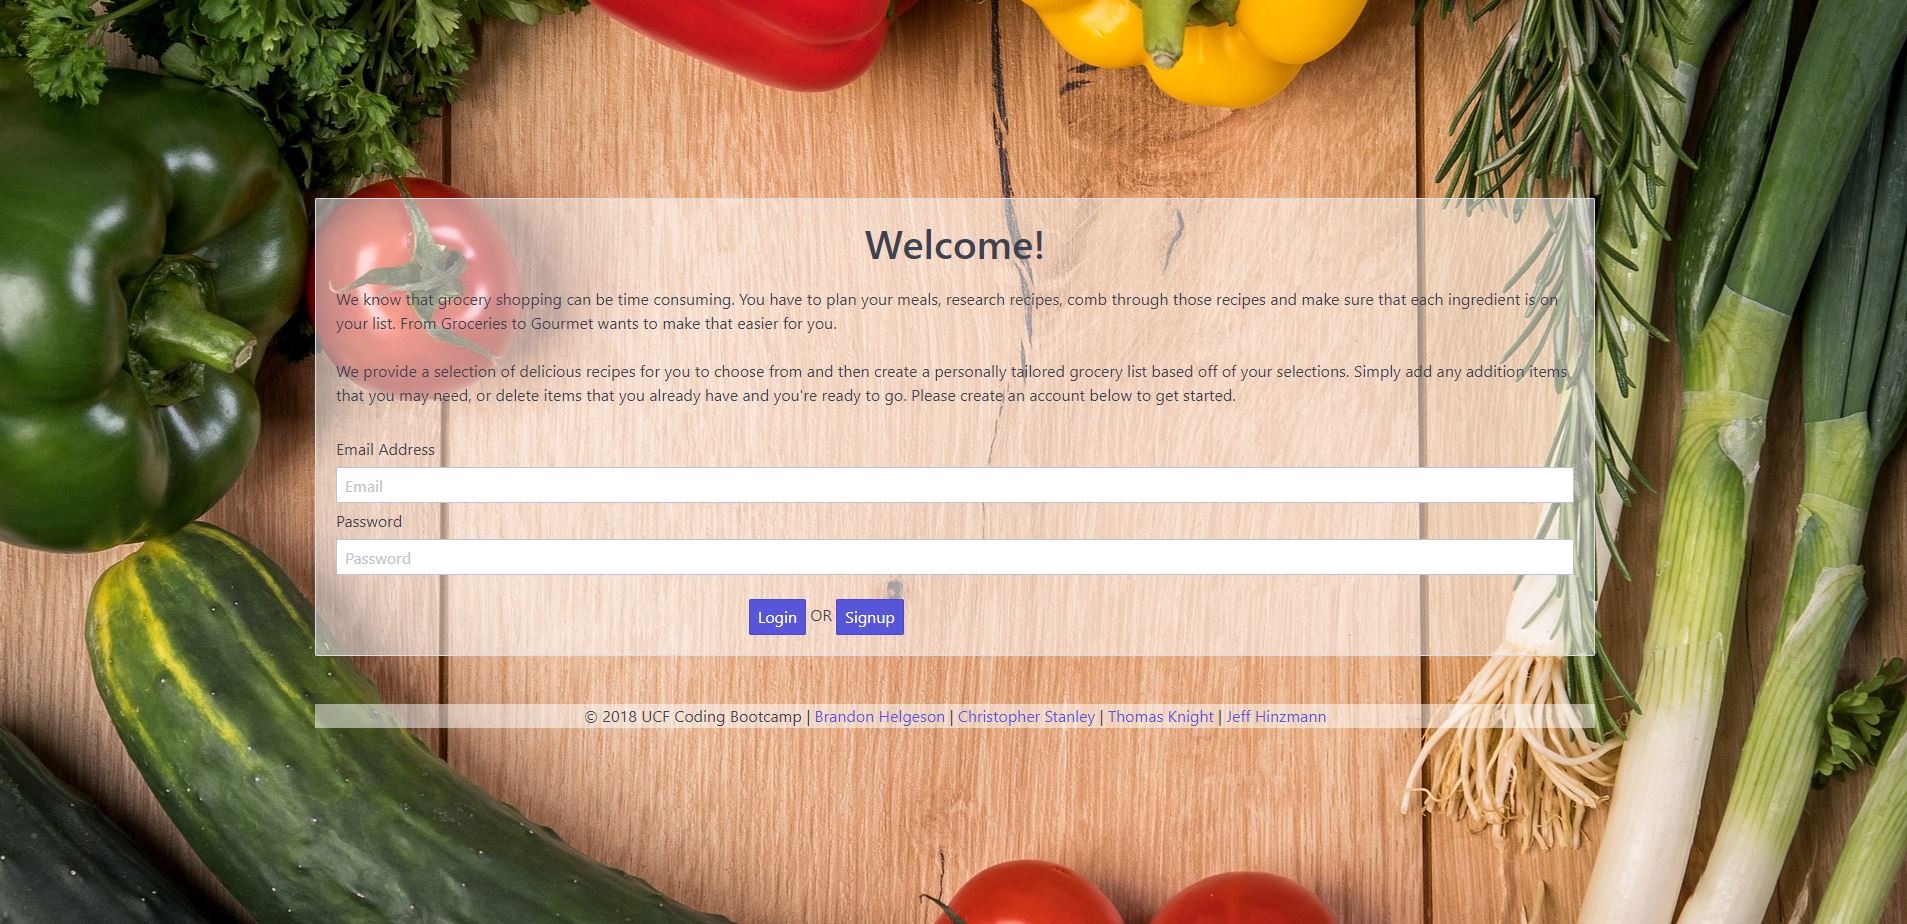 Welcome!
We know that grocery shopping can be time consuming. You have to plan your meals, research recipes, comb through those recipes and make sure that each ingredient is on
your list. From Groceries to Gourmet wants to make that easier for you.
We provide a selection of delicious recipes for you to choose from and then create a personally tailored grocery list based off of your selections. Simply add any addition items
that you may need, or delete items that you already have and you're ready to go. Please create an account below to get started.
Email Address
Email
Password
Password
Login OR Signup
© 2018 UCF Coding Bootcamp | Brandon Helgeson | Christopher Stanley | Thomas Knight | Jeff Hinzmann